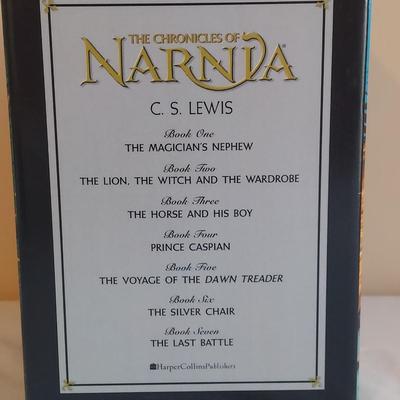 THE CHRONICLES OF
NARNIA®
C. S. LEWIS
Book One
THE MAGICIAN'S NEPHEW
Book Two
THE LION, THE WITCH AND THE WARDROBE
Book Three
THE HORSE AND HIS BOY
Book Four
PRINCE CASPIAN
Book Five
THE VOYAGE OF THE DAWN TREADER
Book Six
THE SILVER CHAIR
Book Seven
THE LAST BATTLE
HarperCollinsPublishers